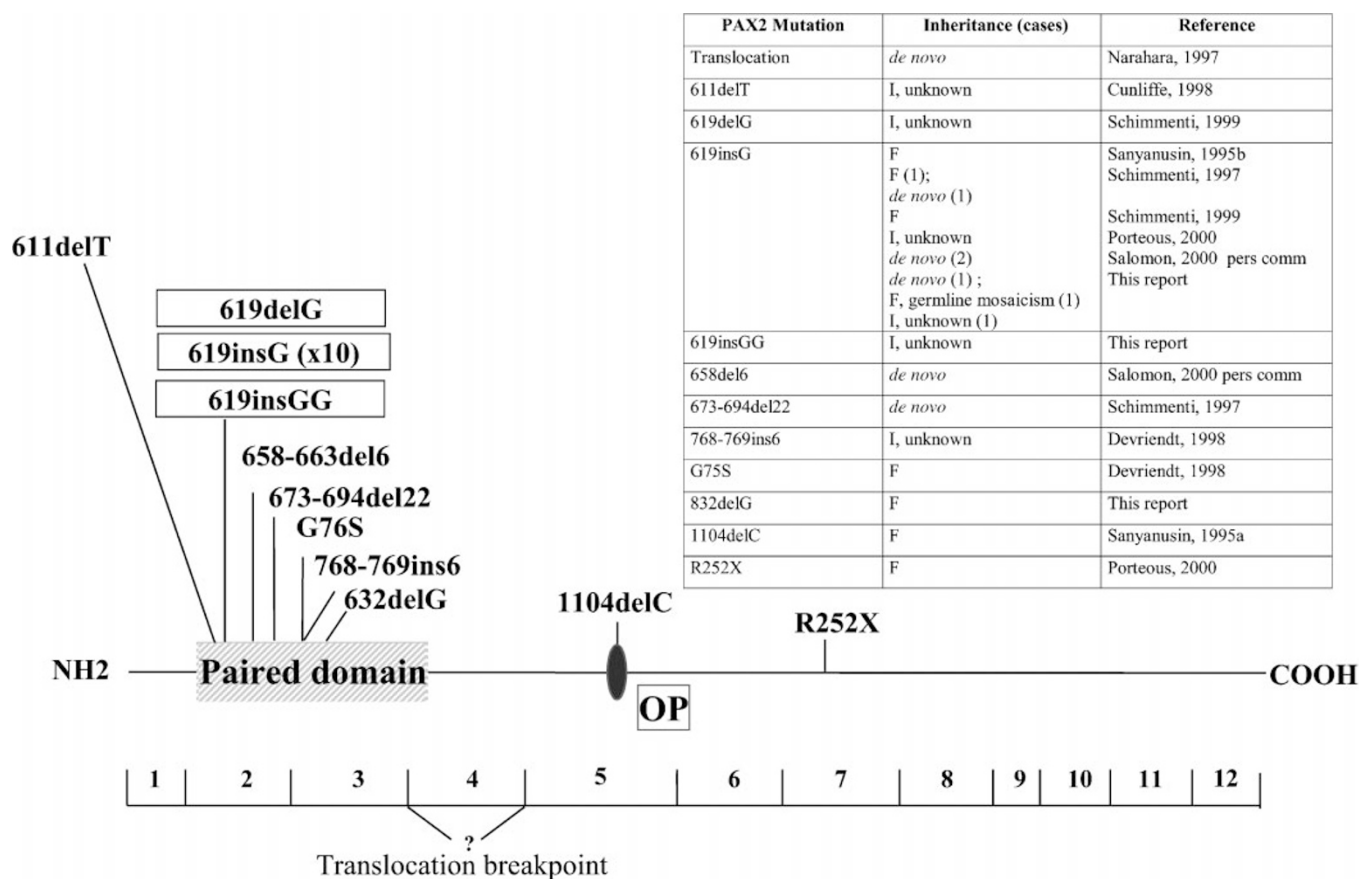 PAX2 Mutation Inheritance (cases) Reference
Translocation de novo Narahara, 1997
611delT I, unknown Cunliffe, 1998
619delG I, unknown Schimmenti, 1999
619insG F Sanyanusin, 1995b
F (1); Schimmenti, 1997
de novo (1)
F Schimmenti, 1999
I, unknown Porteous, 2000
de novo (2) Salomon, 2000 pers comm
de novo (1) ; This report
F, germline mosaicism (1)
I, unknown (1)
619insGG I, unknown This report
658del6 de novo Salomon, 2000 pers comm
673-694del22 de novo Schimmenti, 1997
768-769ins6 I, unknown Devriendt, 1998
G75S F Devriendt, 1998
832delG F This report
1104delC F Sanyanusin, 1995a
R252X F Porteous, 2000
611delT
619delG
619insG (x10)
619insGG
658-663del6
673-694del22
G76S
768-769ins6
632delG
1104delC
R252X
NH2 Paired domain COOH
OP
1 2 3 4 5 6 7 8 9 10 11 12
?
Translocation breakpoint